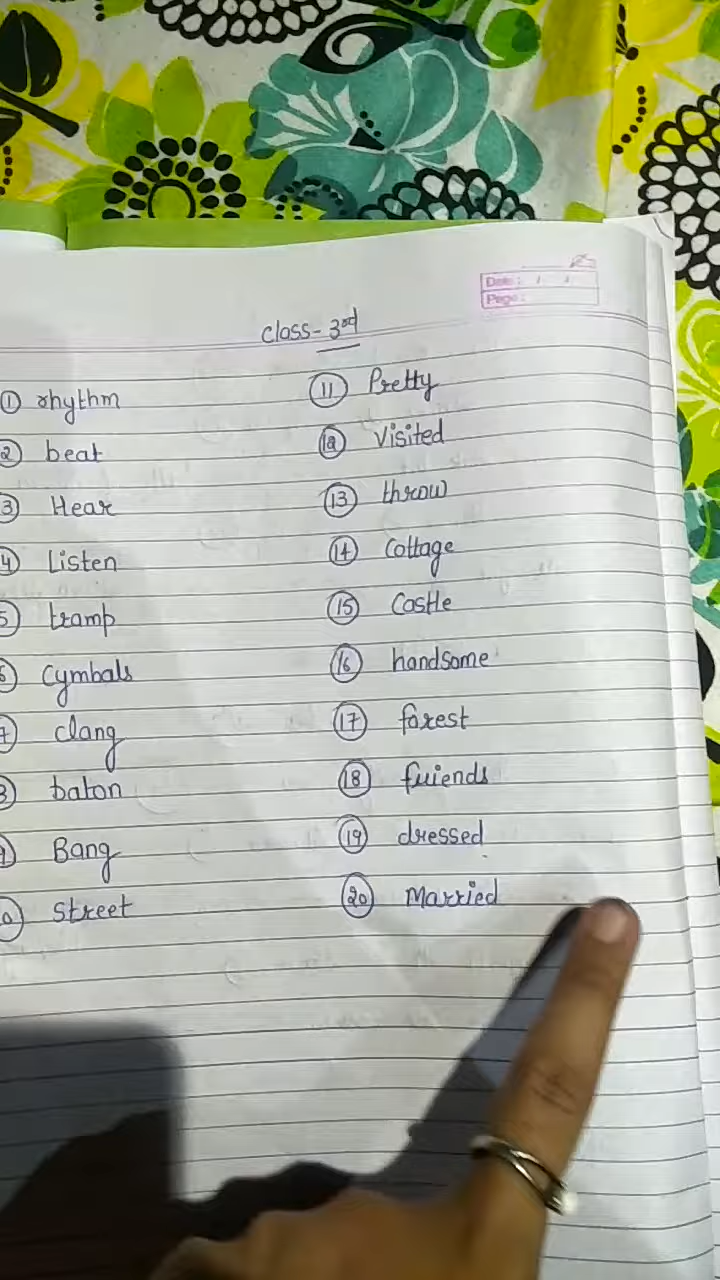 Date: / /
Page:
Class- 3rd
① rhythm
② beat
③ Hear
④ Listen
⑤ tramp
⑥ Cymbals
⑦ clang
⑧ baton
⑨ Bang
⑩ street
⑪ Pretty
⑫ Visited
⑬ throw
⑭ Cottage
⑮ Castle
⑯ handsome
⑰ forest
⑱ friends
⑲ dressed
⑳ Married